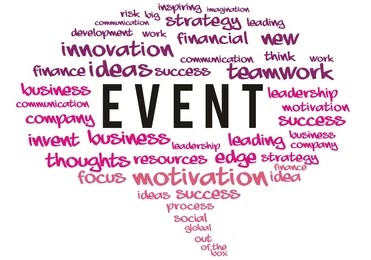 inspiring
risk big imagination
communication strategy leading
development work financial new
innovation communication think work
finance ideas success teamwork
business leadership
communication EVENT motivation
company success
invent business leadership leading business company
thoughts resources edge strategy
finance
focus motivation idea
ideas success
process
social
global
out
of the
box